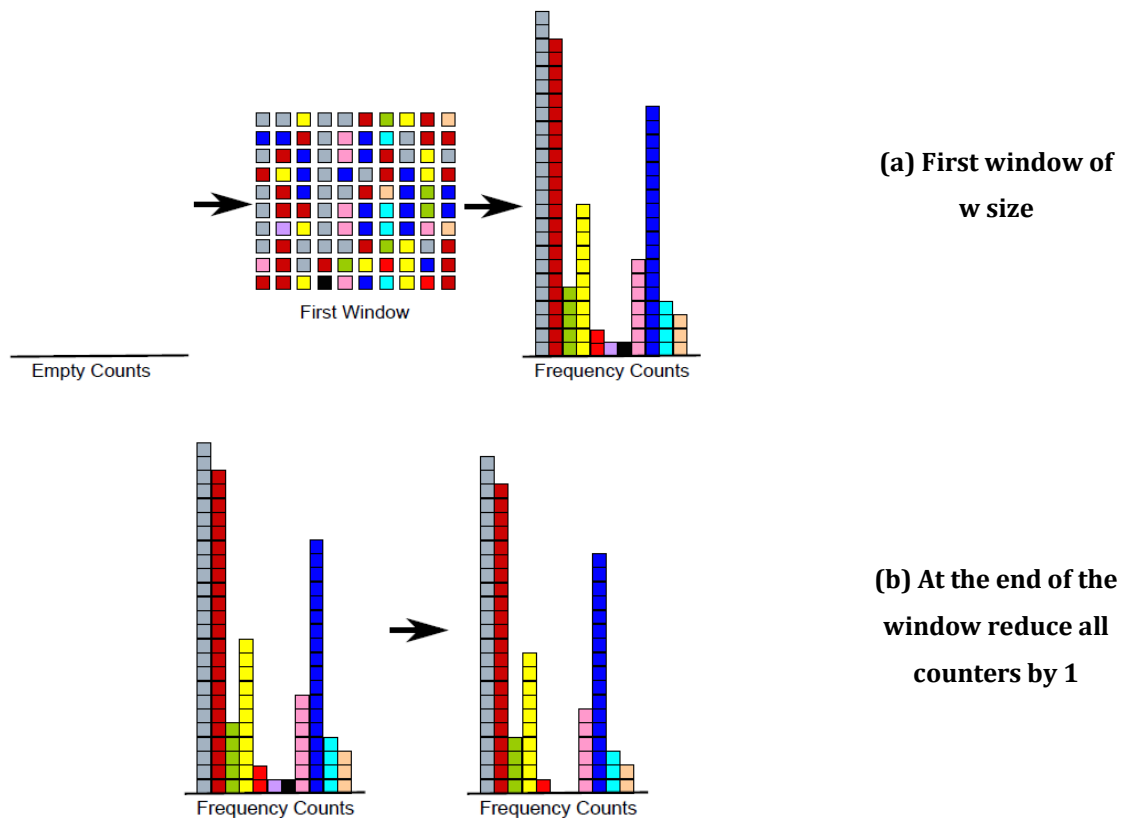 (a) First window of
w size
First Window
Empty Counts
Frequency Counts
(b) At the end of the
window reduce all
counters by 1
Frequency Counts
Frequency Counts